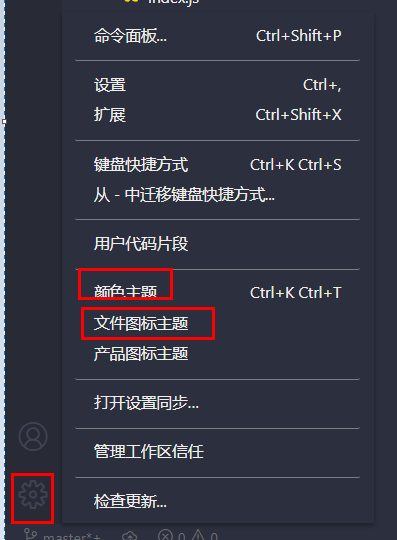 index.js
命令面板... Ctrl+Shift+P
设置 Ctrl+,
扩展 Ctrl+Shift+X
键盘快捷方式 Ctrl+K Ctrl+S
从 - 中迁移键盘快捷方式...
用户代码片段
颜色主题 Ctrl+K Ctrl+T
文件图标主题
产品图标主题
打开设置同步...
管理工作区信任
检查更新...
master*+ 0 0